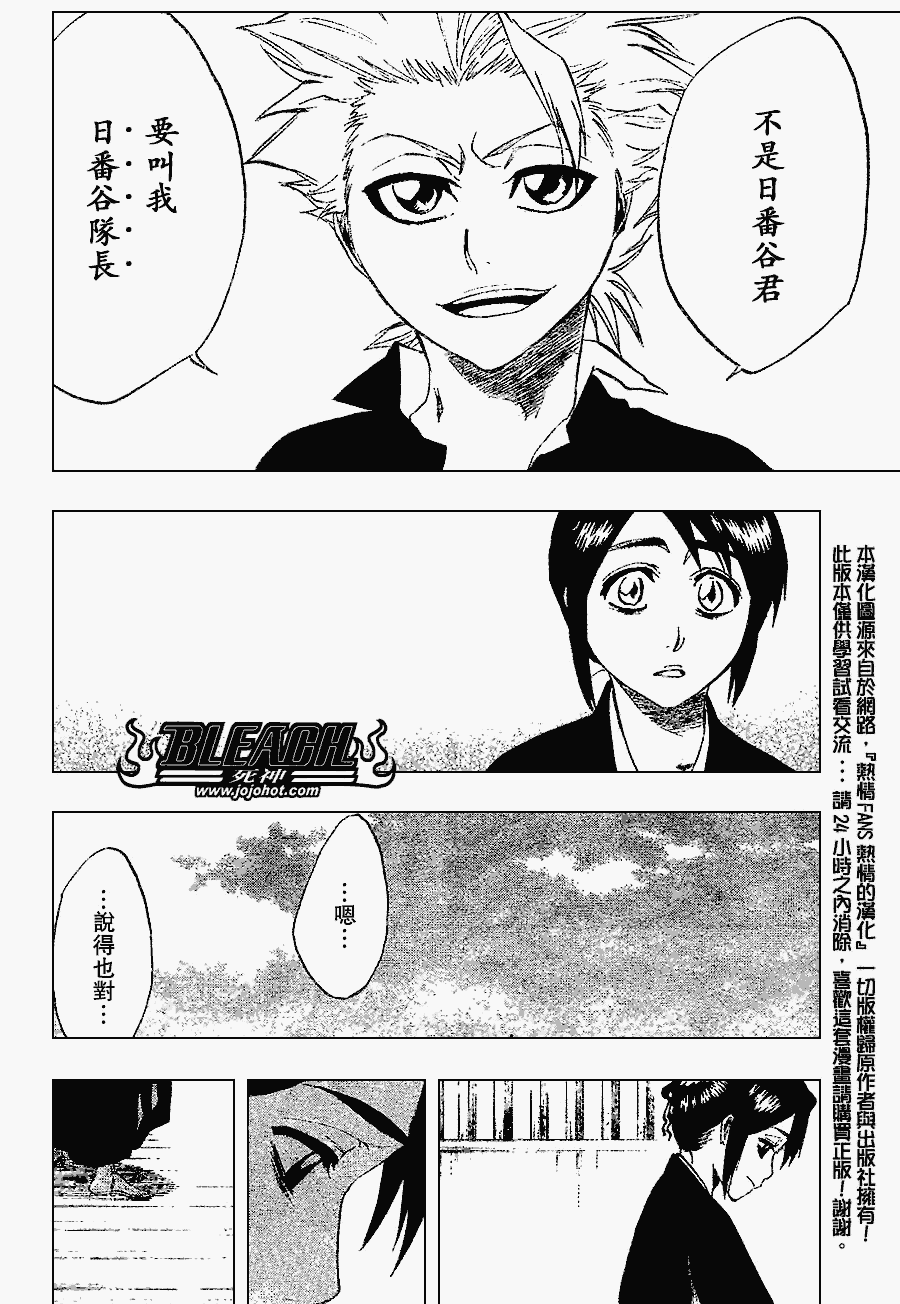 不是日番谷君
要叫我
日番谷隊長
BLEACH
死神
www.jojohot.com
…嗯…
…說得也對…
本漢化圖源來自於網路，『熱情FANS熱情的漢化』一切版權歸原作者與出版社擁有！
此版本僅供學習試看交流…請24小時之內消除，喜歡這套漫畫請購買正版！謝謝。